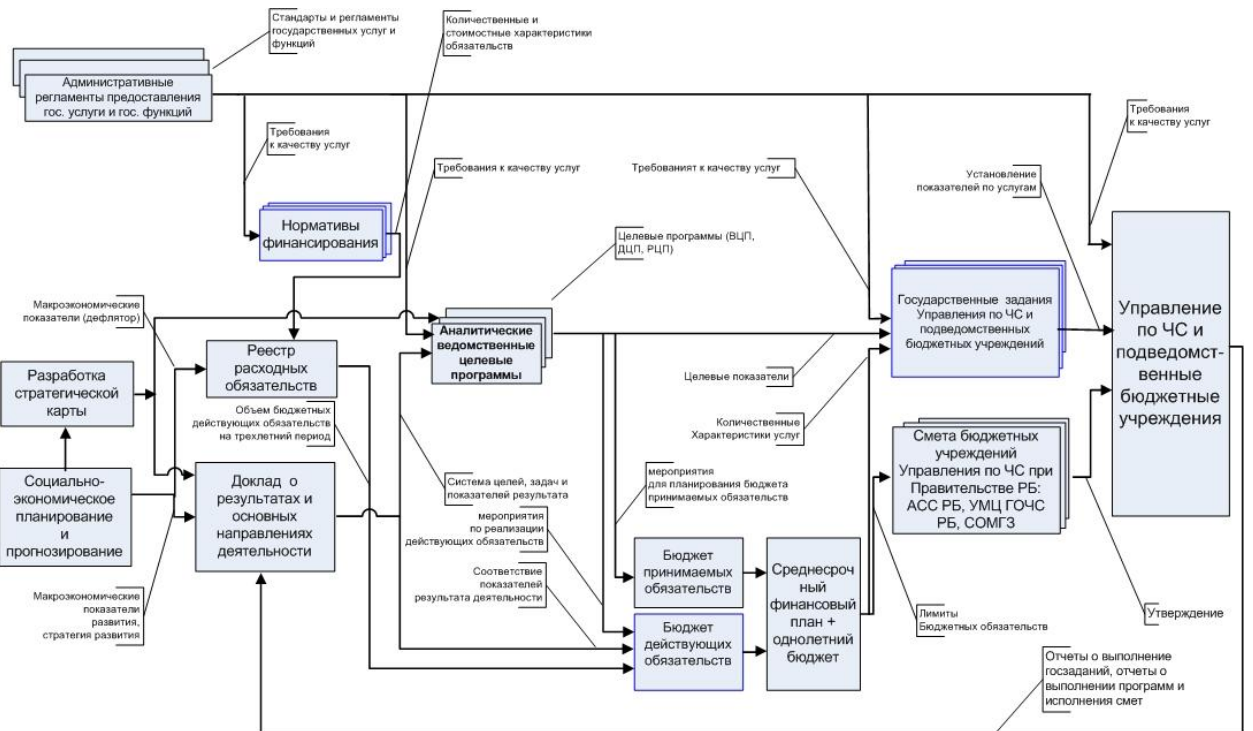 Стандарты и регламенты
государственных услуг и
функций
Количественные и
стоимостные характеристики
обязательств
Административные
регламенты предоставления
гос. услуги и гос. функций
Требования
к качеству услуг
Требования к качеству услуг
Требованият к качеству услуг
Требования
к качеству услуг
Установление
показателей по услугам
Нормативы
финансирования
Целевые программы (ВЦП,
ДЦП, РЦП)
Макроэкономические
показатели (дефлятор)
Государственные задания
Управления по ЧС и
подведомственных
бюджетных учреждений
Управление
по ЧС и
подведомст-
венные
бюджетные
учреждения
Аналитические
ведомственные
целевые
программы
Реестр
расходных
обязательств
Разработка
стратегической
карты
Целевые показатели
Объем бюджетных
действующих обязательств
на трехлетний период
Количественные
Характеристики услуг
Смета бюджетных
учреждений
Управления по ЧС при
Правительстве РБ:
АСС РБ, УМЦ ГОЧС
РБ, СОМГЗ
Социально-
экономическое
планирование
и
прогнозирование
Доклад о
результатах и
основных
направлениях
деятельности
Система целей, задач и
показателей результата
мероприятия
для планирования бюджета
принимаемых обязательств
мероприятия
по реализации
действующих обязательств
Соответствие
показателей
результата деятельности
Бюджет
принимаемых
обязательств
Среднесроч
ный
финансовый
план +
однолетний
бюджет
Макроэкономические
показатели
развития,
стратегия развития
Лимиты
Бюджетных обязательств
Утверждение
Бюджет
действующих
обязательств
Отчеты о выполнение
госзаданий, отчеты о
выполнении программ и
исполнения смет